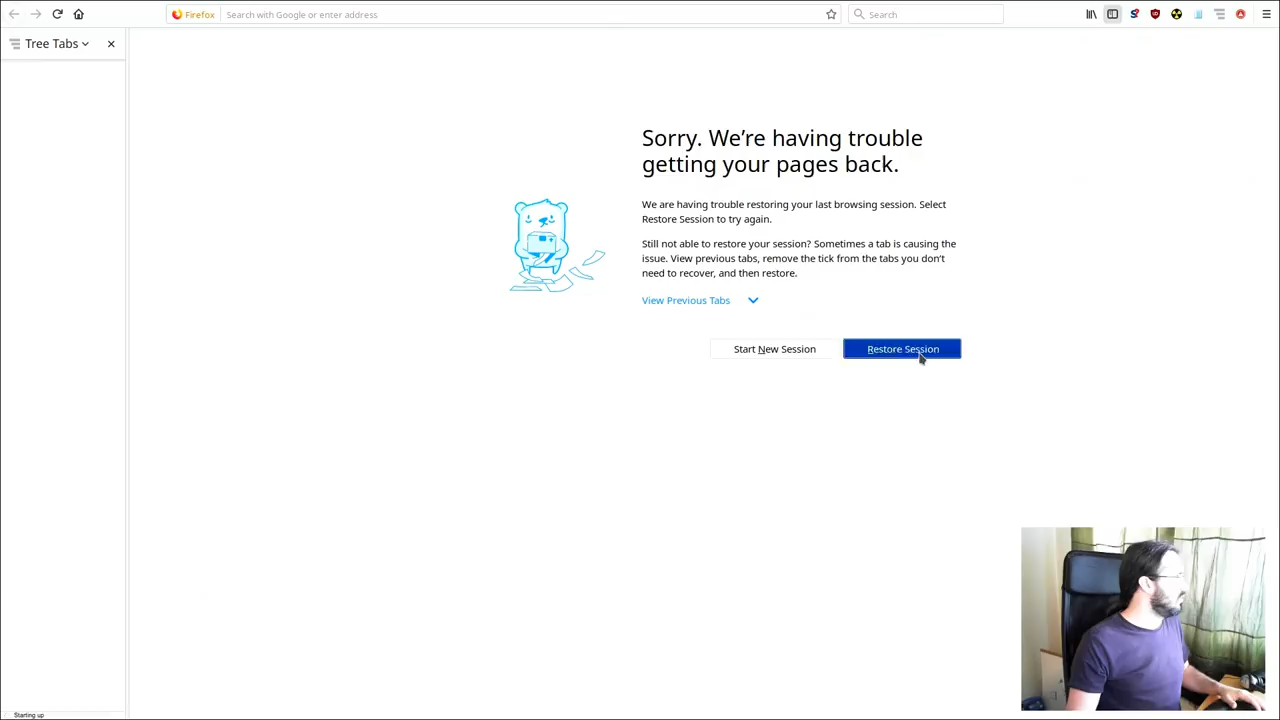 Firefox
Search with Google or enter address
Search
Tree Tabs
Sorry. We're having trouble
getting your pages back.
We are having trouble restoring your last browsing session. Select
Restore Session to try again.
Still not able to restore your session? Sometimes a tab is causing the
issue. View previous tabs, remove the tick from the tabs you don't
need to recover, and then restore.
View Previous Tabs
Start New Session
Restore Session
Starting up